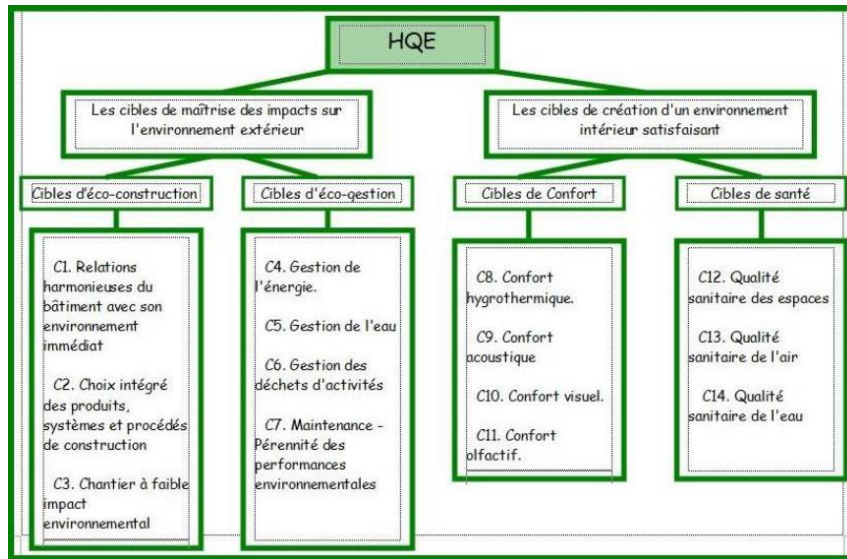 HQE
Les cibles de maîtrise des impacts sur
l'environnement extérieur
Les cibles de création d'un environnement
intérieur satisfaisant
Cibles d'éco-construction
Cibles d'éco-gestion
Cibles de Confort
Cibles de santé
C1. Relations
harmonieuses du
bâtiment avec son
environnement
immédiat
C2. Choix intégré
des produits,
systèmes et procédés
de construction
C3. Chantier à faible
impact
environnemental
C4. Gestion de
l'énergie.
C5. Gestion de l'eau
C6. Gestion des
déchets d'activités
C7. Maintenance -
Pérennité des
performances
environnementales
C8. Confort
hygrothermique.
C9. Confort
acoustique
C10. Confort visuel.
C11. Confort
olfactif.
C12. Qualité
sanitaire des espaces
C13. Qualité
sanitaire de l'air
C14. Qualité
sanitaire de l'eau